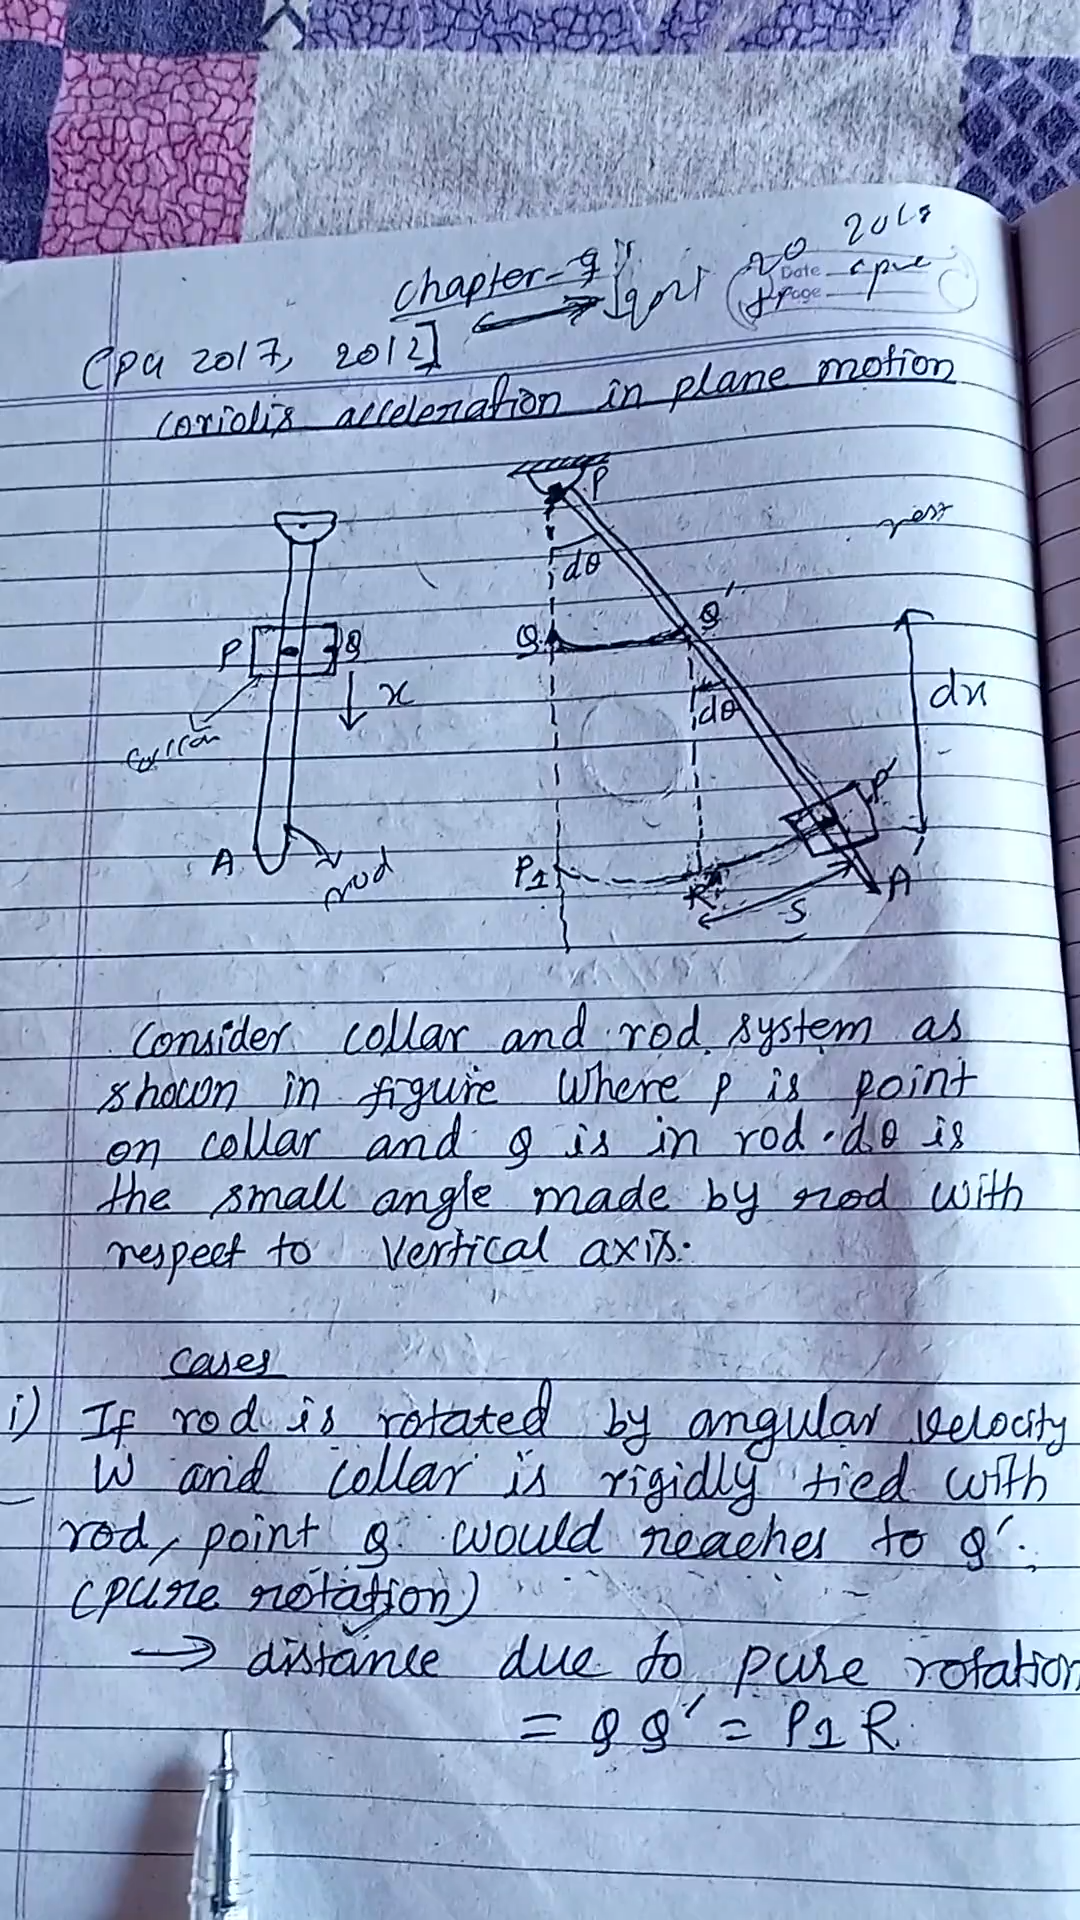 chapter-9
2018
Date
Page
[PU 2017, 2012]
coriolis acceleration in plane motion
P
dθ
Q
Q'
P
Q
x
dθ
dx
collar
P'
A
rod
P1
R
A
S
Consider collar and rod system as
shown in figure where p is point
on collar and Q is in rod. dθ is
the small angle made by rod with
respect to vertical axis.
cases
i) If rod is rotated by angular velocity
W and collar is rigidly tied with
rod, point Q would reaches to Q'.
(pure rotation)
→ distance due to pure rotation
= QQ' = P1R